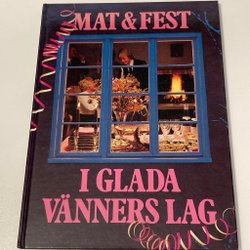 MAT & FEST
I GLADA
VÄNNERS LAG